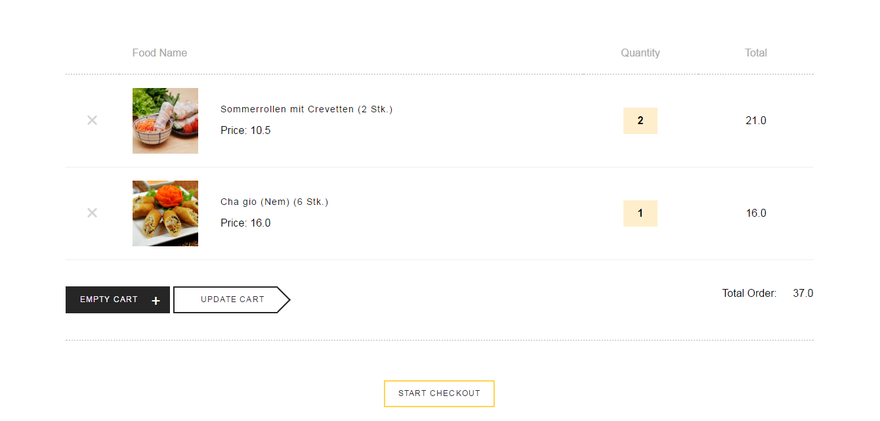 Food Name Quantity Total
Sommerrollen mit Crevetten (2 Stk.)
Price: 10.5
2
21.0
Cha gio (Nem) (6 Stk.)
Price: 16.0
1
16.0
EMPTY CART + UPDATE CART
Total Order: 37.0
START CHECKOUT